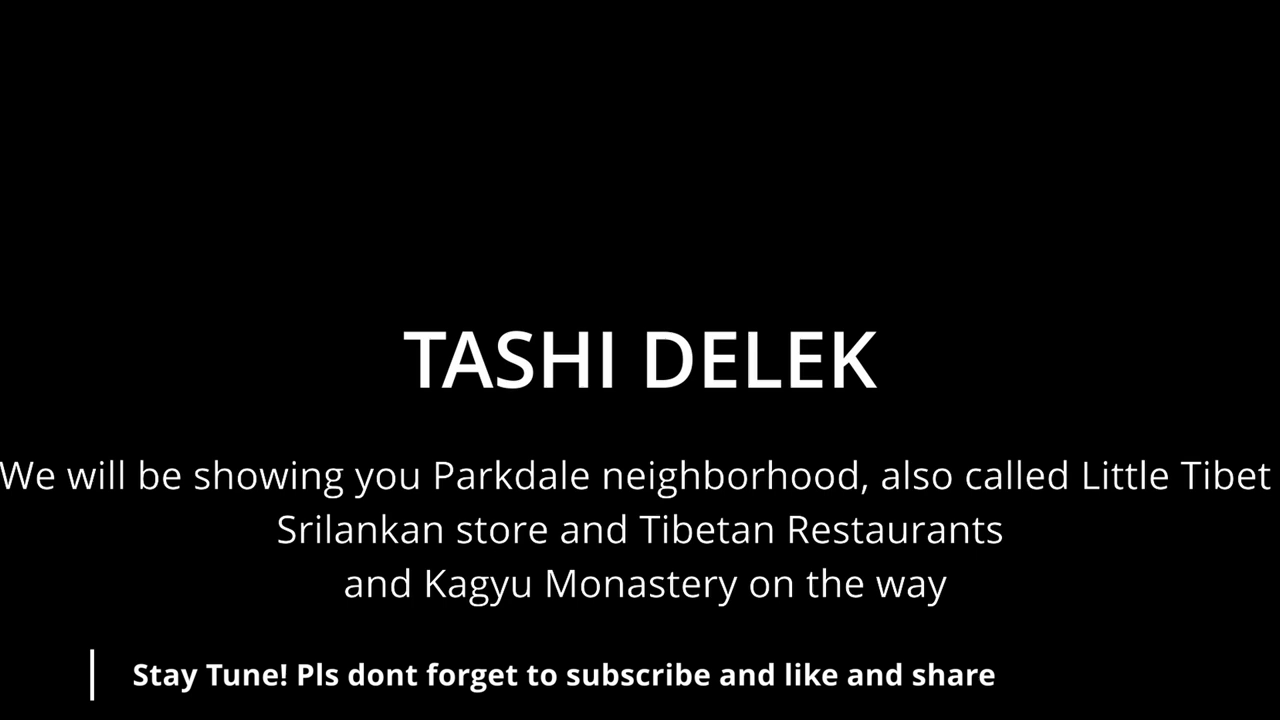 TASHI DELEK
We will be showing you Parkdale neighborhood, also called Little Tibet
Srilankan store and Tibetan Restaurants
and Kagyu Monastery on the way
Stay Tune! Pls dont forget to subscribe and like and share